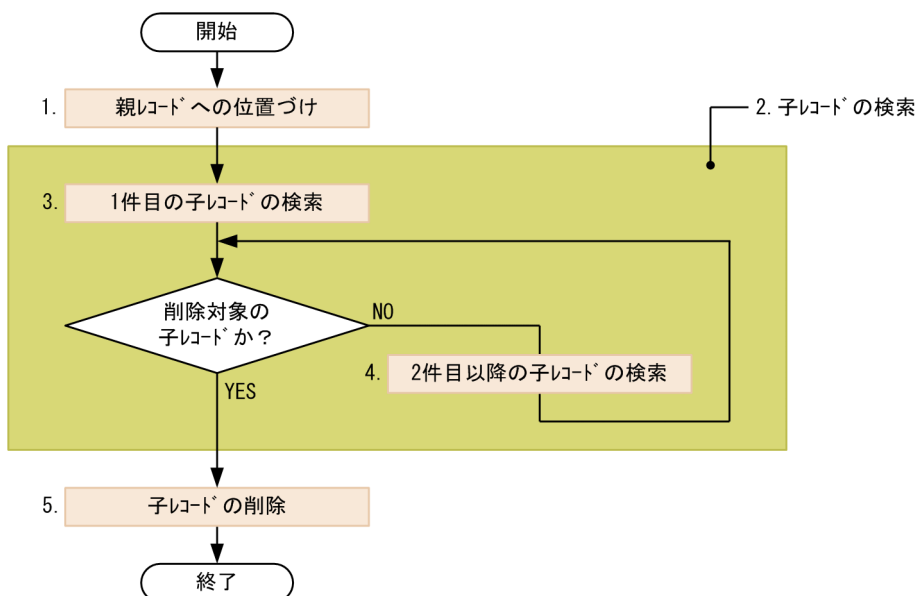 開始
1. 親ﾚｺｰﾄﾞへの位置づけ
2. 子ﾚｺｰﾄﾞの検索
3. 1件目の子ﾚｺｰﾄﾞの検索
削除対象の
子ﾚｺｰﾄﾞか？
NO
4. 2件目以降の子ﾚｺｰﾄﾞの検索
YES
5. 子ﾚｺｰﾄﾞの削除
終了